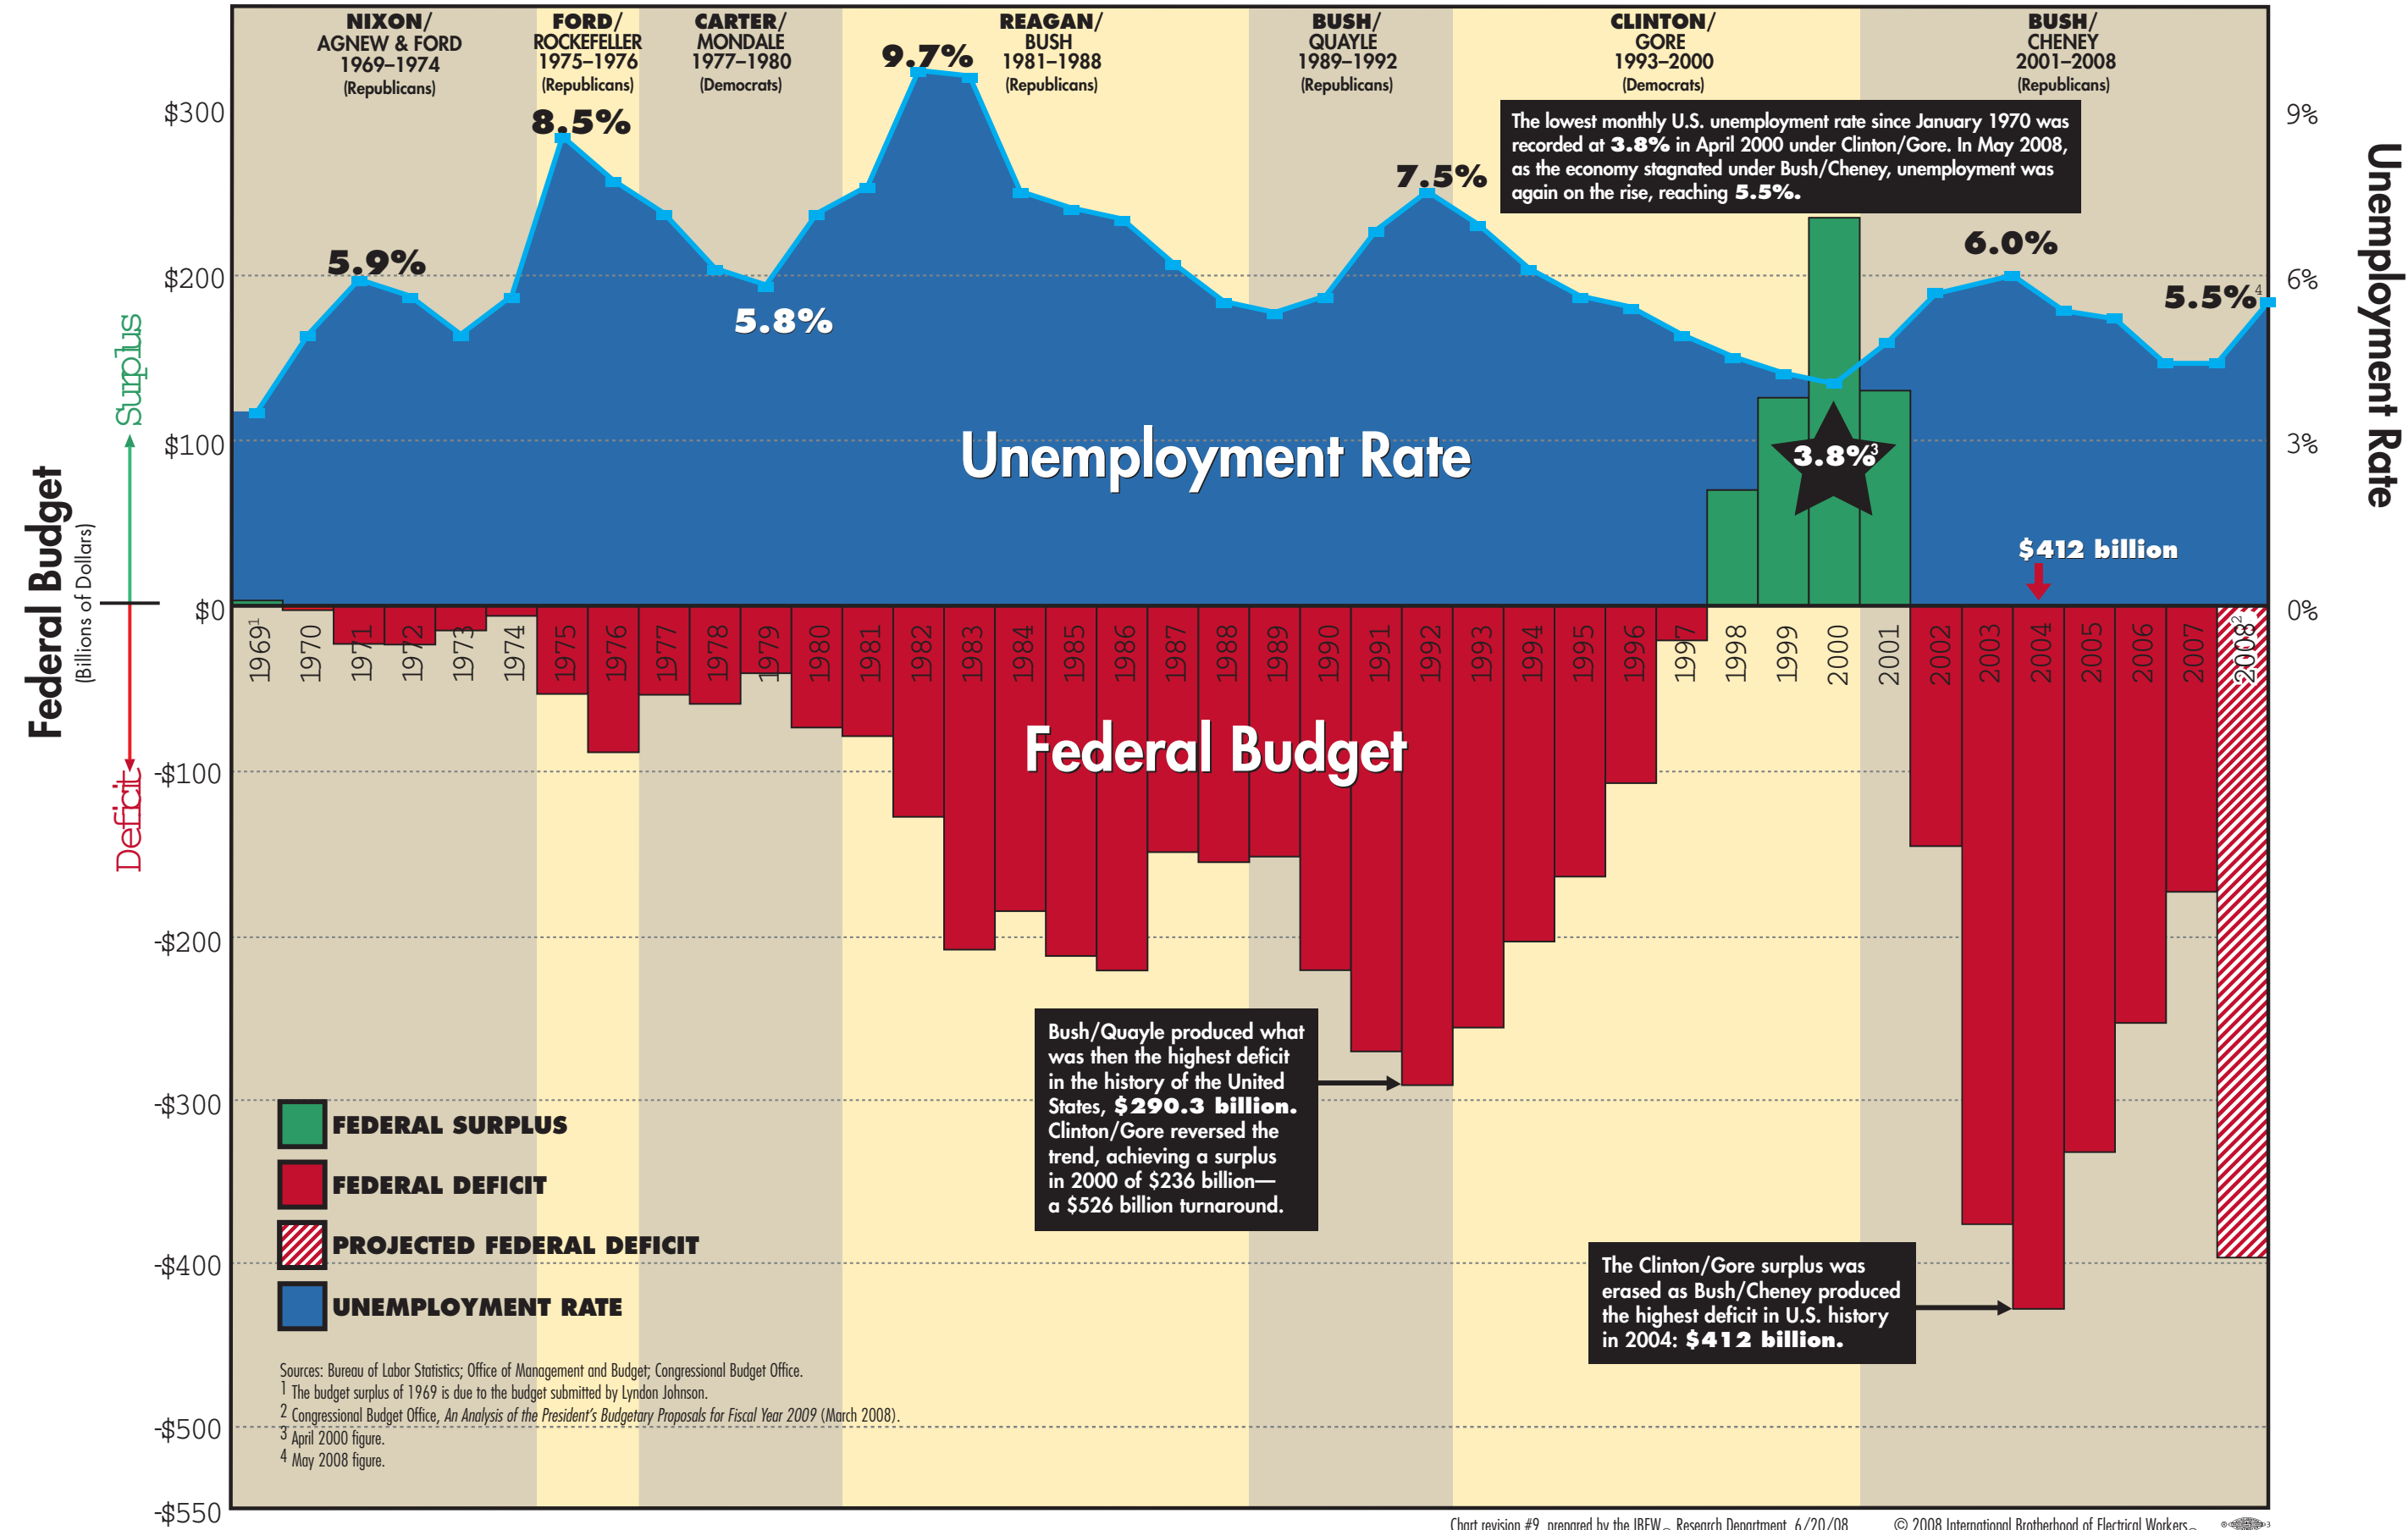 NIXON/
AGNEW & FORD
1969–1974
(Republicans)
FORD/
ROCKEFELLER
1975–1976
(Republicans)
CARTER/
MONDALE
1977–1980
(Democrats)
REAGAN/
BUSH
1981–1988
(Republicans)
BUSH/
QUAYLE
1989–1992
(Republicans)
CLINTON/
GORE
1993–2000
(Democrats)
BUSH/
CHENEY
2001–2008
(Republicans)
The lowest monthly U.S. unemployment rate since January 1970 was
recorded at 3.8% in April 2000 under Clinton/Gore. In May 2008,
as the economy stagnated under Bush/Cheney, unemployment was
again on the rise, reaching 5.5%.
5.9%
8.5%
5.8%
9.7%
7.5%
3.8%3
6.0%
5.5%4
$300
$200
$100
$0
-$100
-$200
-$300
-$400
-$500
-$550
9%
6%
3%
0%
Unemployment Rate
Surplus
Deficit
Federal Budget
(Billions of Dollars)
Unemployment Rate
$412 billion
19691
1970
1971
1972
1973
1974
1975
1976
1977
1978
1979
1980
1981
1982
1983
1984
1985
1986
1987
1988
1989
1990
1991
1992
1993
1994
1995
1996
1997
1998
1999
2000
2001
2002
2003
2004
2005
2006
2007
20082
Federal Budget
Bush/Quayle produced what
was then the highest deficit
in the history of the United
States, $290.3 billion.
Clinton/Gore reversed the
trend, achieving a surplus
in 2000 of $236 billion—
a $526 billion turnaround.
The Clinton/Gore surplus was
erased as Bush/Cheney produced
the highest deficit in U.S. history
in 2004: $412 billion.
FEDERAL SURPLUS
FEDERAL DEFICIT
PROJECTED FEDERAL DEFICIT
UNEMPLOYMENT RATE
Sources: Bureau of Labor Statistics; Office of Management and Budget; Congressional Budget Office.
1 The budget surplus of 1969 is due to the budget submitted by Lyndon Johnson.
2 Congressional Budget Office, An Analysis of the President's Budgetary Proposals for Fiscal Year 2009 (March 2008).
3 April 2000 figure.
4 May 2008 figure.
Chart revision #9, prepared by the IBEW® Research Department, 6/20/08
© 2008 International Brotherhood of Electrical Workers®